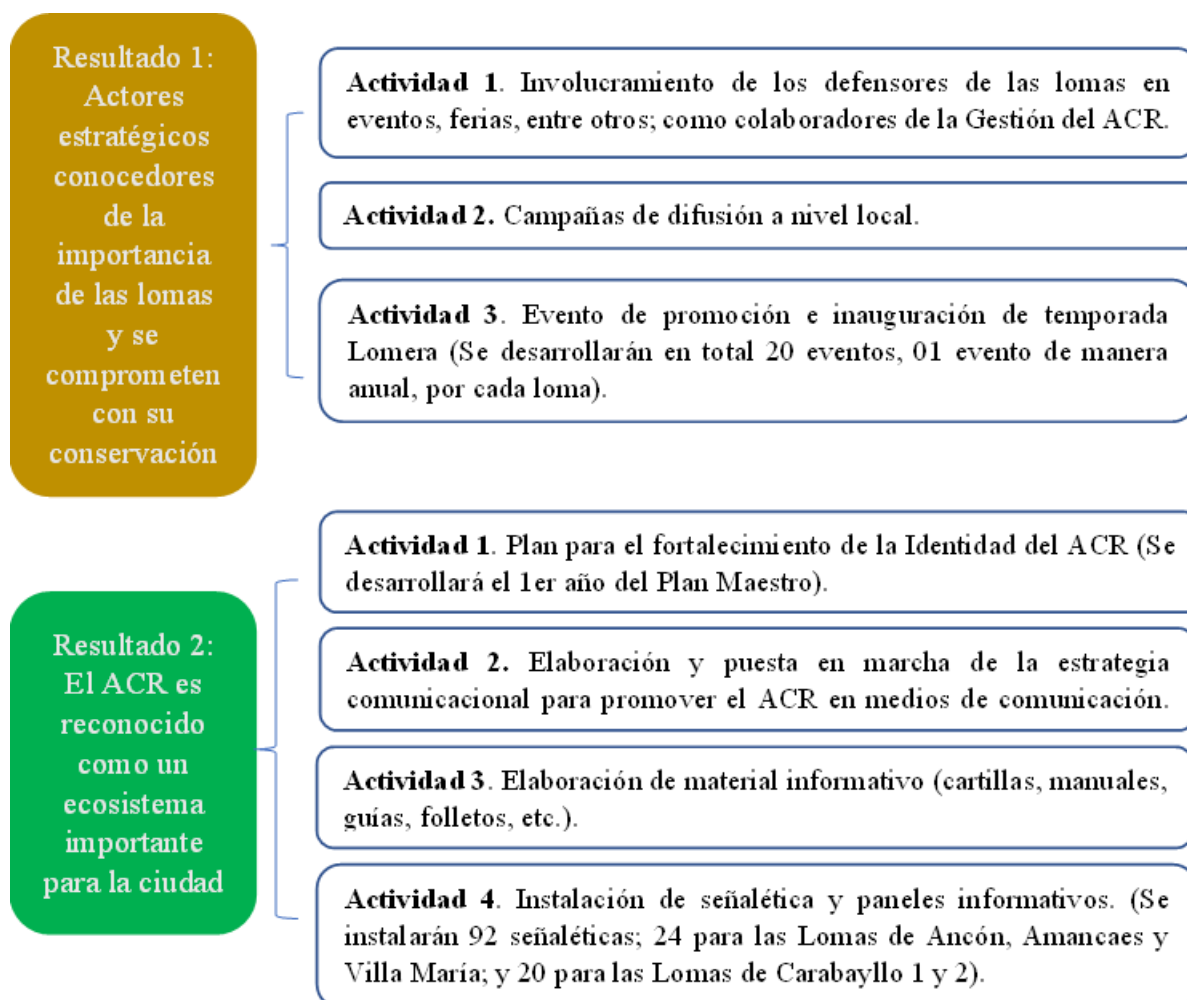 Resultado 1:
Actores
estratégicos
conocedores
de la
importancia
de las lomas
y se
comprometen
con su
conservación
Actividad 1. Involucramiento de los defensores de las lomas en
eventos, ferias, entre otros; como colaboradores de la Gestión del ACR.
Actividad 2. Campañas de difusión a nivel local.
Actividad 3. Evento de promoción e inauguración de temporada
Lomera (Se desarrollarán en total 20 eventos, 01 evento de manera
anual, por cada loma).
Resultado 2:
El ACR es
reconocido
como un
ecosistema
importante
para la ciudad
Actividad 1. Plan para el fortalecimiento de la Identidad del ACR (Se
desarrollará el 1er año del Plan Maestro).
Actividad 2. Elaboración y puesta en marcha de la estrategia
comunicacional para promover el ACR en medios de comunicación.
Actividad 3. Elaboración de material informativo (cartillas, manuales,
guías, folletos, etc.).
Actividad 4. Instalación de señalética y paneles informativos. (Se
instalarán 92 señaléticas; 24 para las Lomas de Ancón, Amancaes y
Villa María; y 20 para las Lomas de Carabayllo 1 y 2).